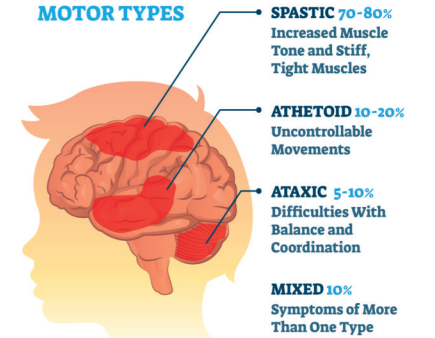 MOTOR TYPES
SPASTIC 70-80%
Increased Muscle
Tone and Stiff,
Tight Muscles
ATHETOID 10-20%
Uncontrollable
Movements
ATAXIC 5-10%
Difficulties With
Balance and
Coordination
MIXED 10%
Symptoms of More
Than One Type